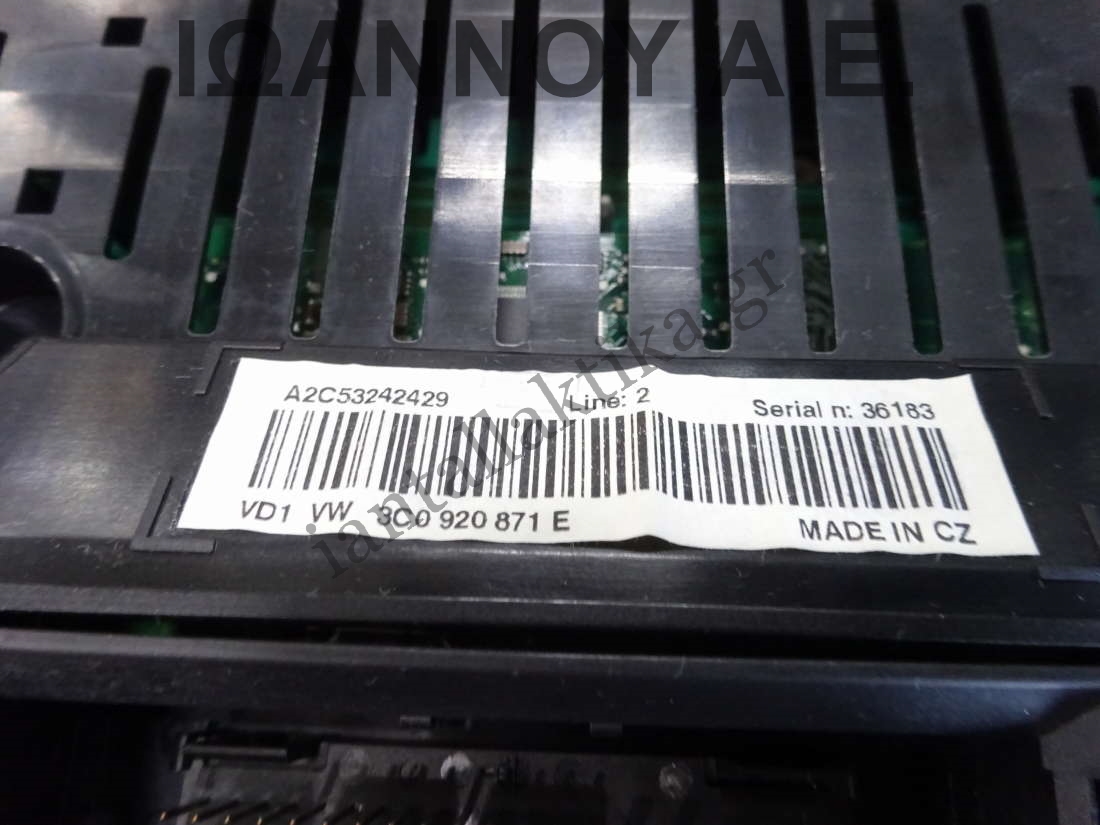 ΙΩΑΝΝΟΥ Α.Ε.
A2C53242429 Line: 2 Serial n: 36183
VD1 VW 3C0 920 871 E MADE IN CZ
iantallaktika.gr